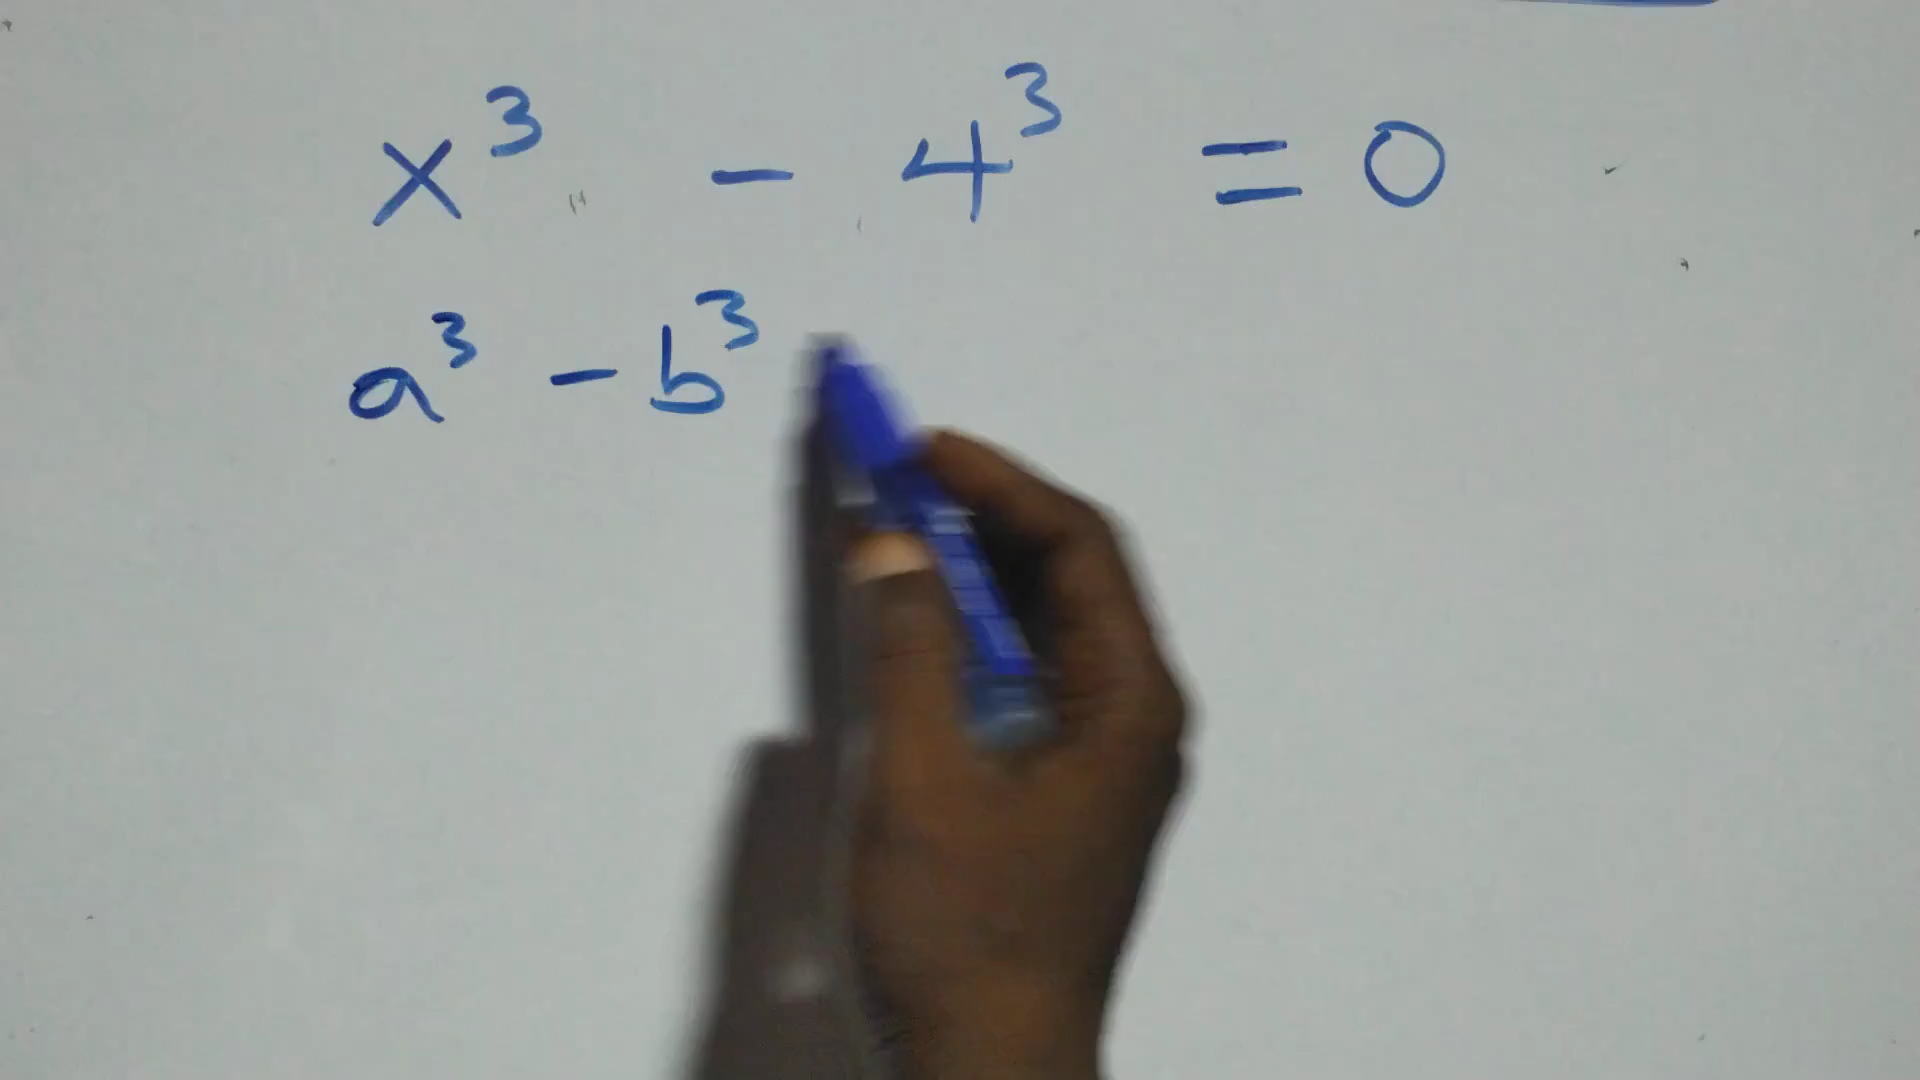 x³ - 4³ = 0
a³ - b³